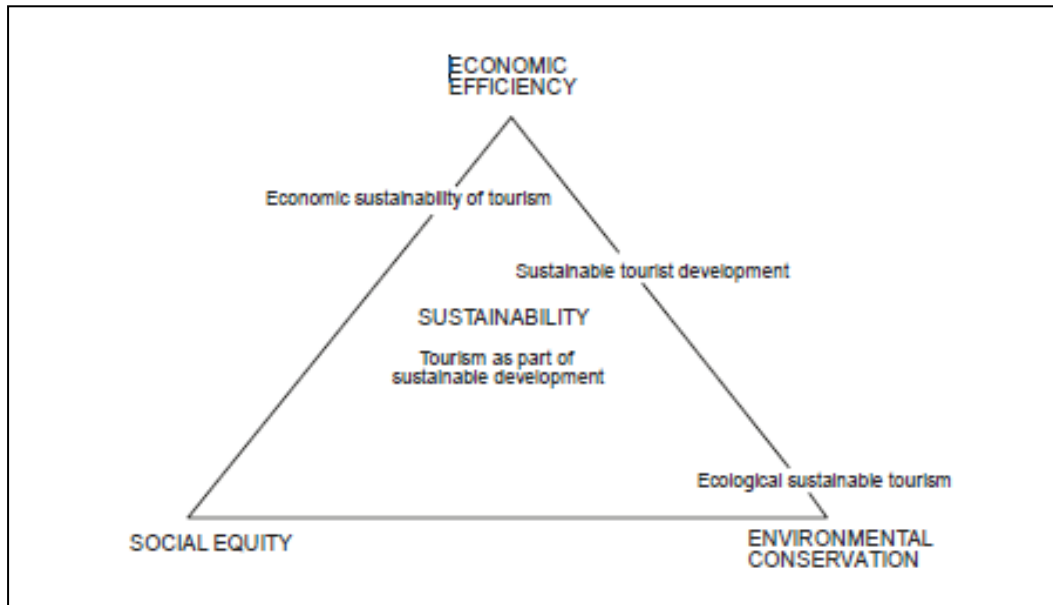 ECONOMIC
EFFICIENCY
Economic sustainability of tourism
Sustainable tourist development
SUSTAINABILITY
Tourism as part of
sustainable development
Ecological sustainable tourism
SOCIAL EQUITY
ENVIRONMENTAL
CONSERVATION